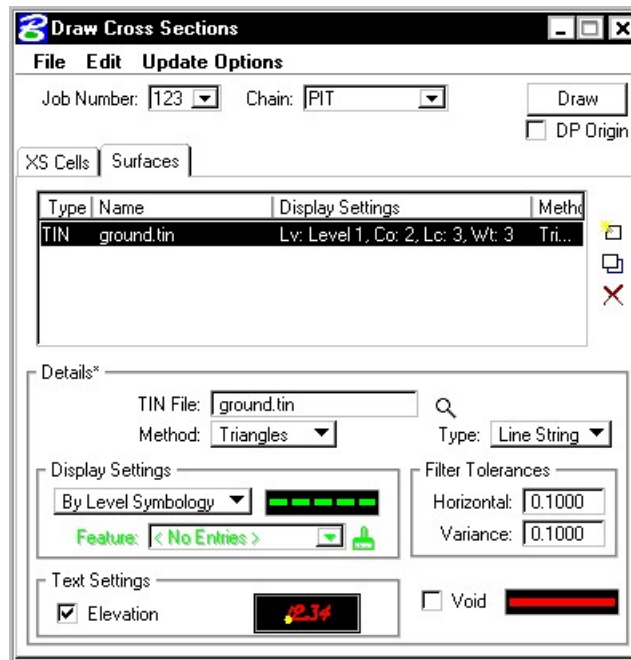 Draw Cross Sections
File Edit Update Options
Job Number: 123 Chain: PIT Draw
DP Origin
XS Cells Surfaces
Type Name Display Settings Metho
TIN ground.tin Lv: Level 1, Co: 2, Lc: 3, Wt: 3 Tri...
Details*
TIN File: ground.tin
Method: Triangles Type: Line String
Display Settings Filter Tolerances
By Level Symbology Horizontal: 0.1000
Feature: < No Entries > Variance: 0.1000
Text Settings
Elevation 1234 Void